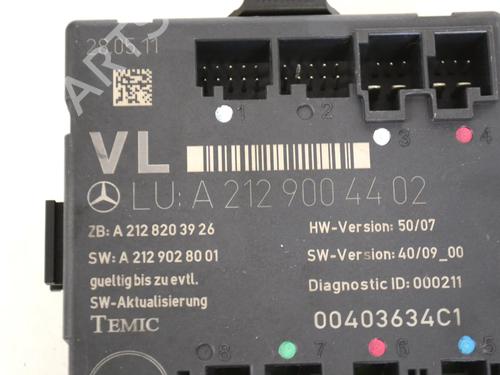 28.05.11
1
2
3
4
VL
LU: A 212 900 44 02
ZB: A 212 820 39 26
HW-Version: 50/07
SW: A 212 902 80 01
SW-Version: 40/09_00
gueltig bis zu evtl.
Diagnostic ID: 000211
SW-Aktualisierung
TEMIC
00403634C1
8
7
6
5